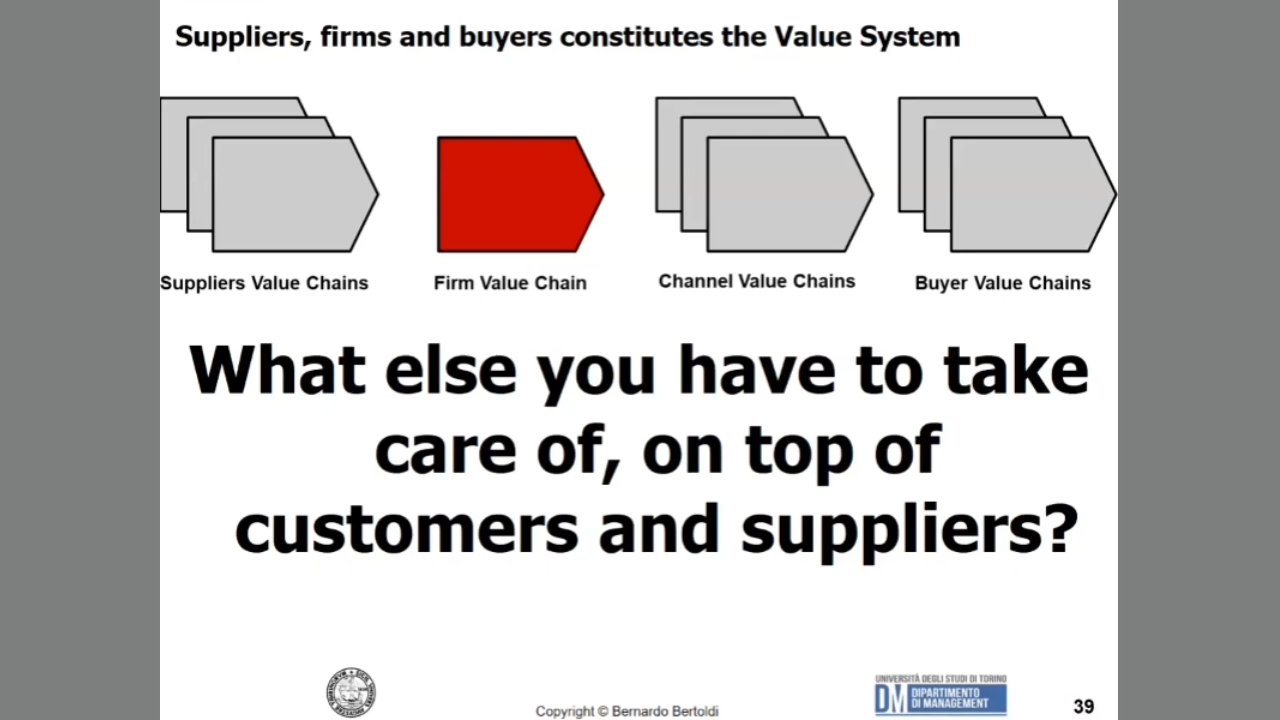 Suppliers, firms and buyers constitutes the Value System
Suppliers Value Chains
Firm Value Chain
Channel Value Chains
Buyer Value Chains
What else you have to take
care of, on top of
customers and suppliers?
Copyright © Bernardo Bertoldi
UNIVERSITÀ DEGLI STUDI DI TORINO
DM
DIPARTIMENTO
DI MANAGEMENT
39